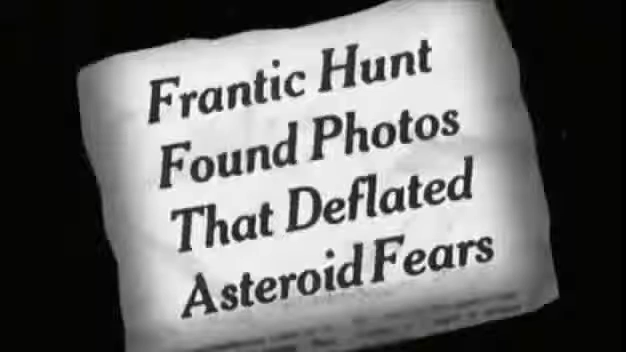 Frantic Hunt
Found Photos
That Deflated
Asteroid Fears